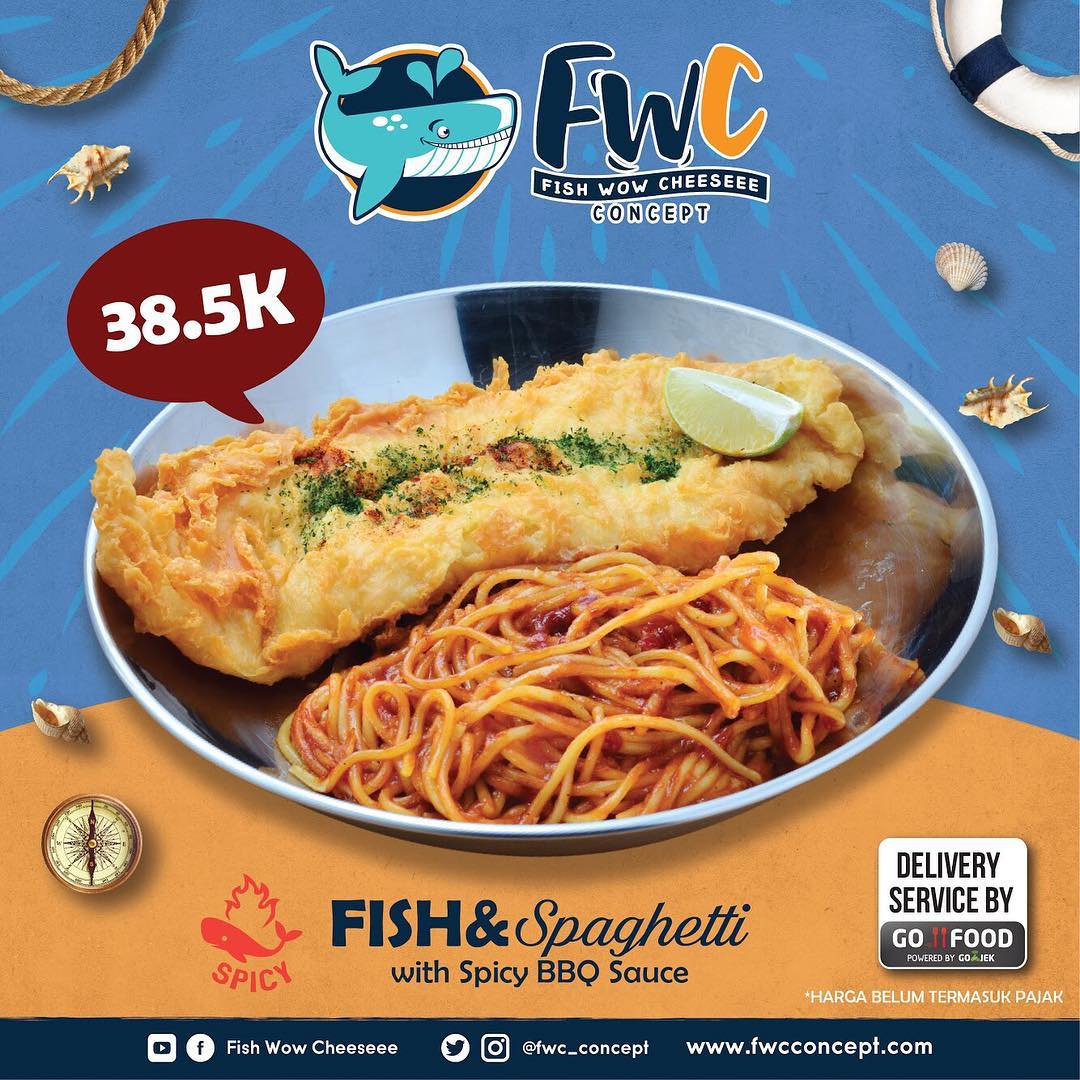 FWC
FISH WOW CHEESEEE
CONCEPT
38.5K
FISH& Spaghetti
with Spicy BBQ Sauce
SPICY
DELIVERY
SERVICE BY
GO FOOD
POWERED BY GOJEK
*HARGA BELUM TERMASUK PAJAK
Fish Wow Cheeseee @fwc_concept www.fwcconcept.com